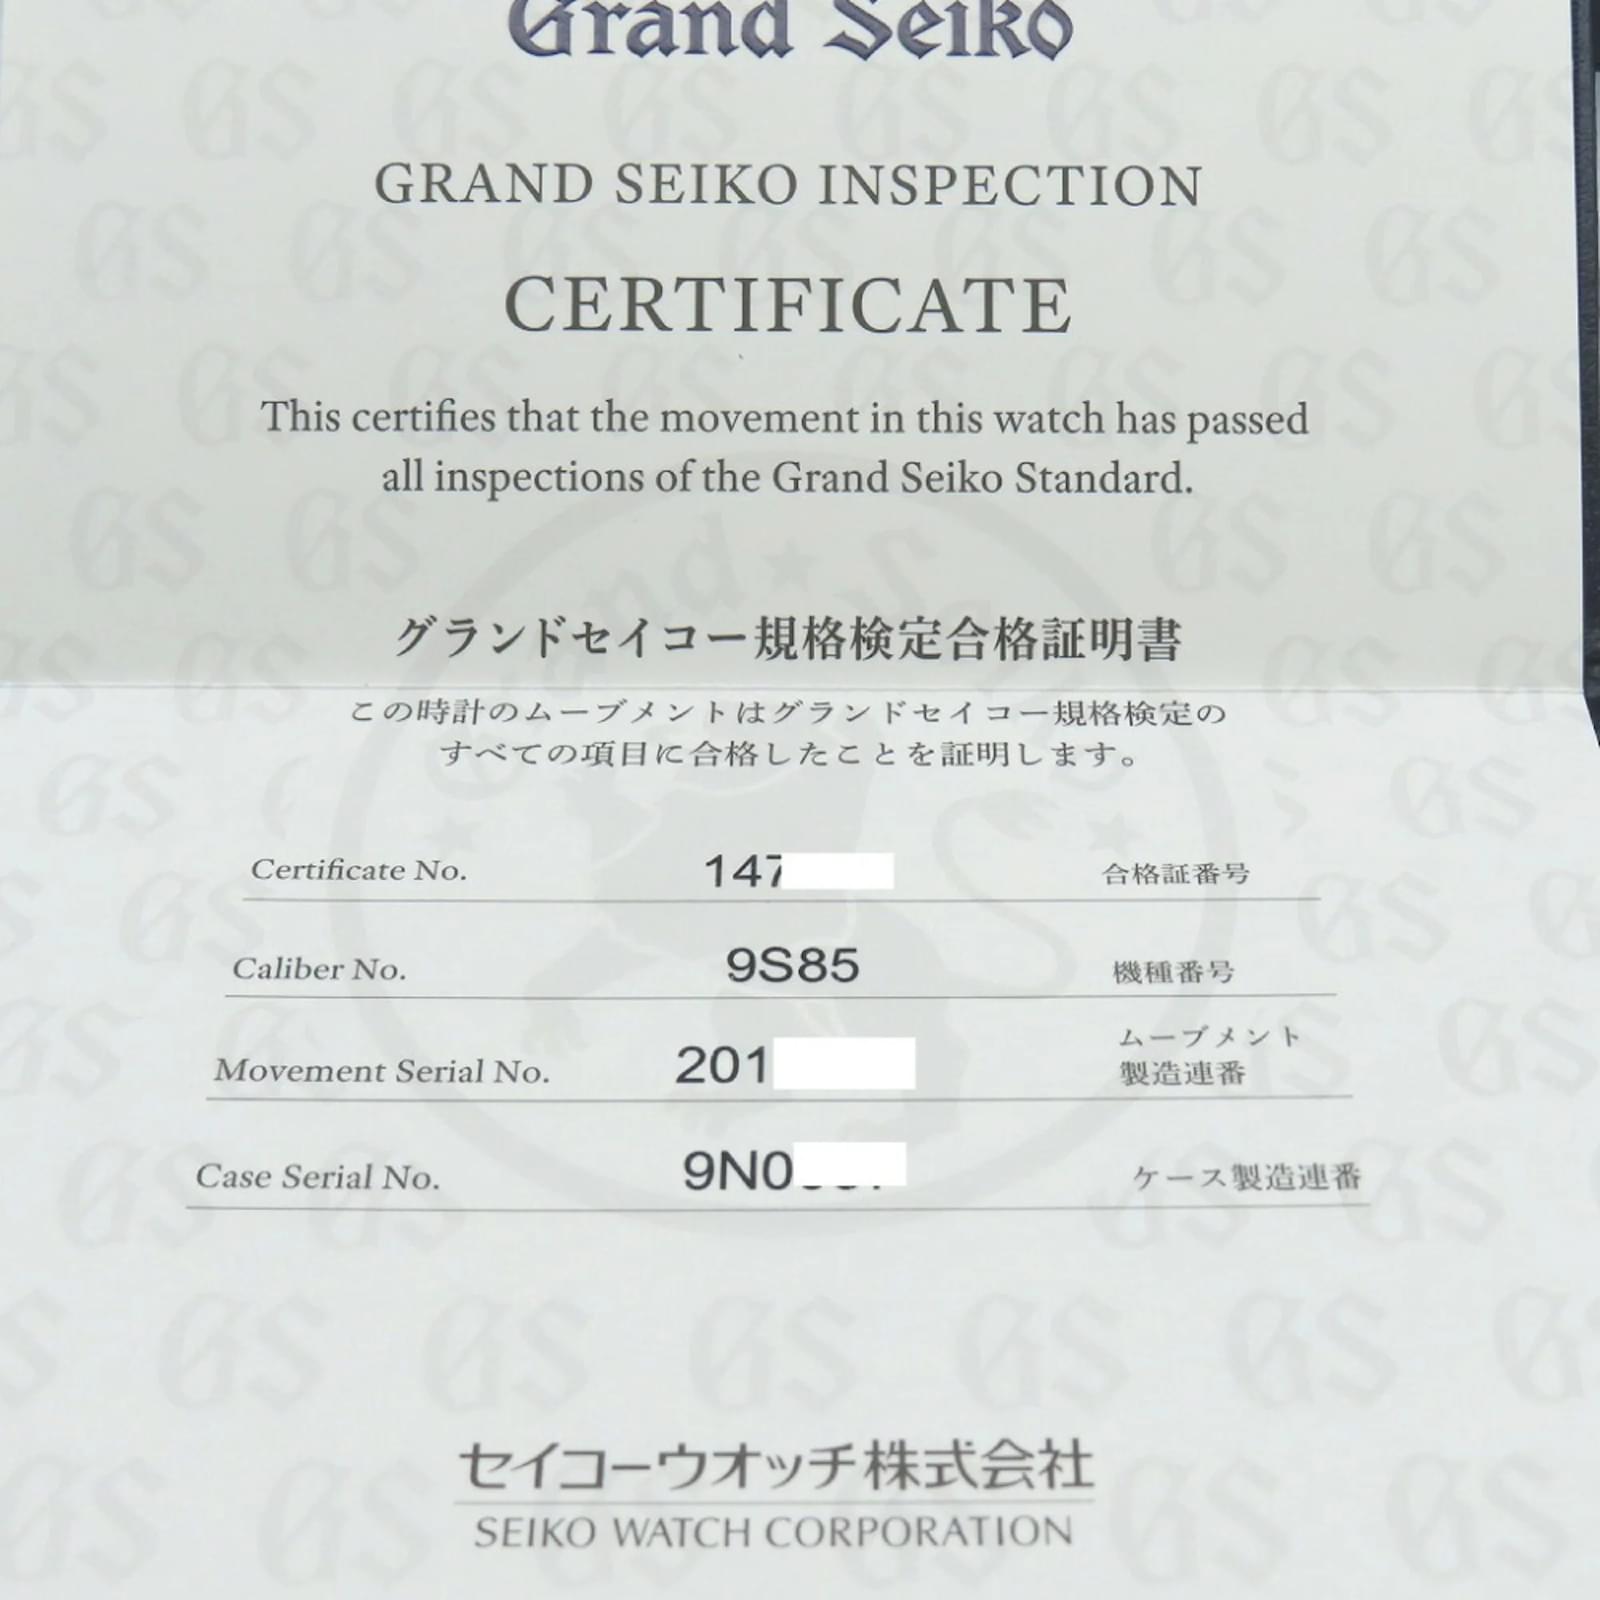 Grand Seiko
GRAND SEIKO INSPECTION
CERTIFICATE
This certifies that the movement in this watch has passed
all inspections of the Grand Seiko Standard.
グランドセイコー規格検定合格証明書
この時計のムーブメントはグランドセイコー規格検定の
すべての項目に合格したことを証明します。
Certificate No. 147 合格証番号
Caliber No. 9S85 機種番号
Movement Serial No. 201 ムーブメント
製造連番
Case Serial No. 9N0 ケース製造連番
セイコーウオッチ株式会社
SEIKO WATCH CORPORATION